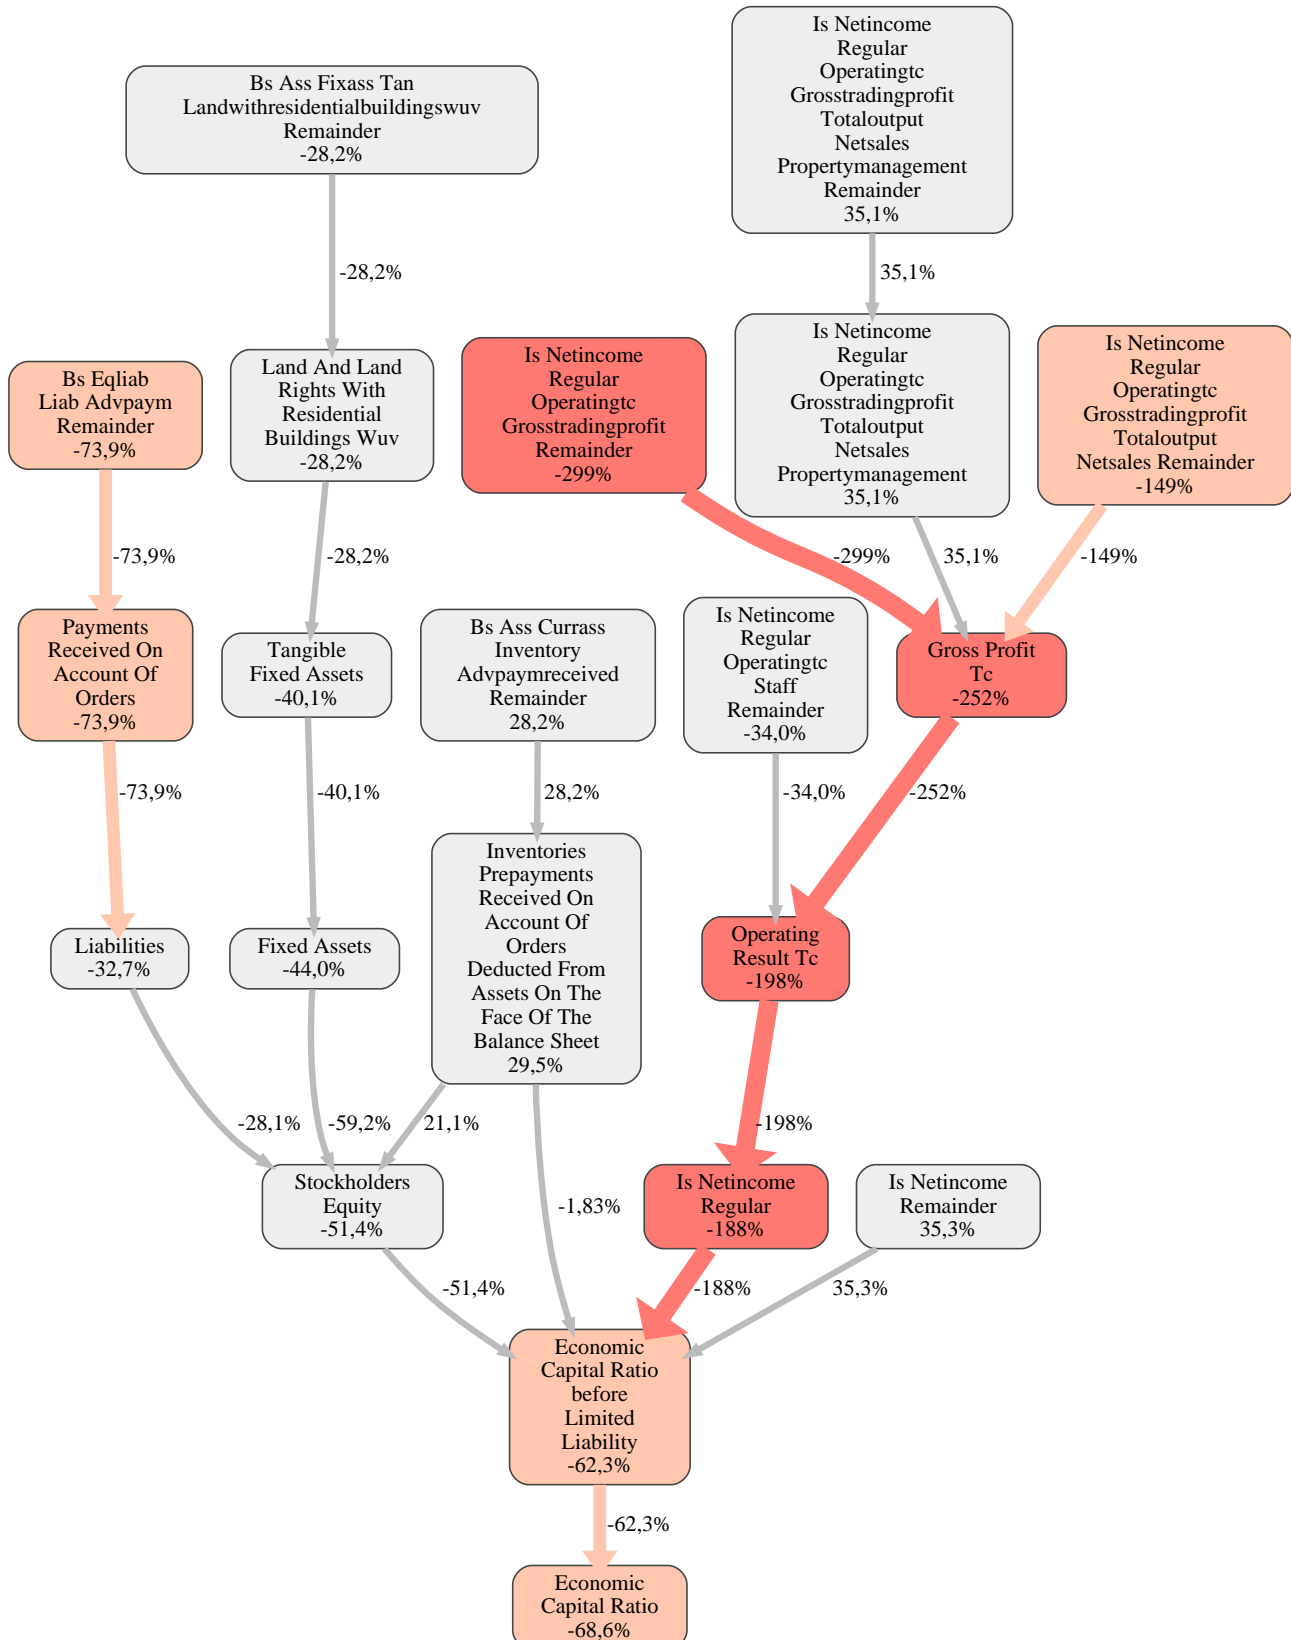 Is Netincome
Regular
Operatingtc
Grosstradingprofit
Totaloutput
Netsales
Propertymanagement
Remainder
35,1%
Bs Ass Fixass Tan
Landwithresidentialbuildingswuv
Remainder
-28,2%
-28,2%
35,1%
Bs Eqliab
Liab Advpaym
Remainder
-73,9%
Land And Land
Rights With
Residential
Buildings Wuv
-28,2%
Is Netincome
Regular
Operatingtc
Grosstradingprofit
Remainder
-299%
Is Netincome
Regular
Operatingtc
Grosstradingprofit
Totaloutput
Netsales
Propertymanagement
35,1%
Is Netincome
Regular
Operatingtc
Grosstradingprofit
Totaloutput
Netsales Remainder
-149%
-73,9%
-28,2%
-299%
35,1%
-149%
Payments
Received On
Account Of
Orders
-73,9%
Tangible
Fixed Assets
-40,1%
Bs Ass Currass
Inventory
Advpaymreceived
Remainder
28,2%
Is Netincome
Regular
Operatingtc
Staff
Remainder
-34,0%
Gross Profit
Tc
-252%
-73,9%
-40,1%
28,2%
-34,0%
-252%
Liabilities
-32,7%
Fixed Assets
-44,0%
Inventories
Prepayments
Received On
Account Of
Orders
Deducted From
Assets On The
Face Of The
Balance Sheet
29,5%
Operating
Result Tc
-198%
-28,1%
-59,2%
21,1%
-1,83%
-198%
Stockholders
Equity
-51,4%
Is Netincome
Regular
-188%
Is Netincome
Remainder
35,3%
-51,4%
-188%
35,3%
Economic
Capital Ratio
before
Limited
Liability
-62,3%
-62,3%
Economic
Capital Ratio
-68,6%